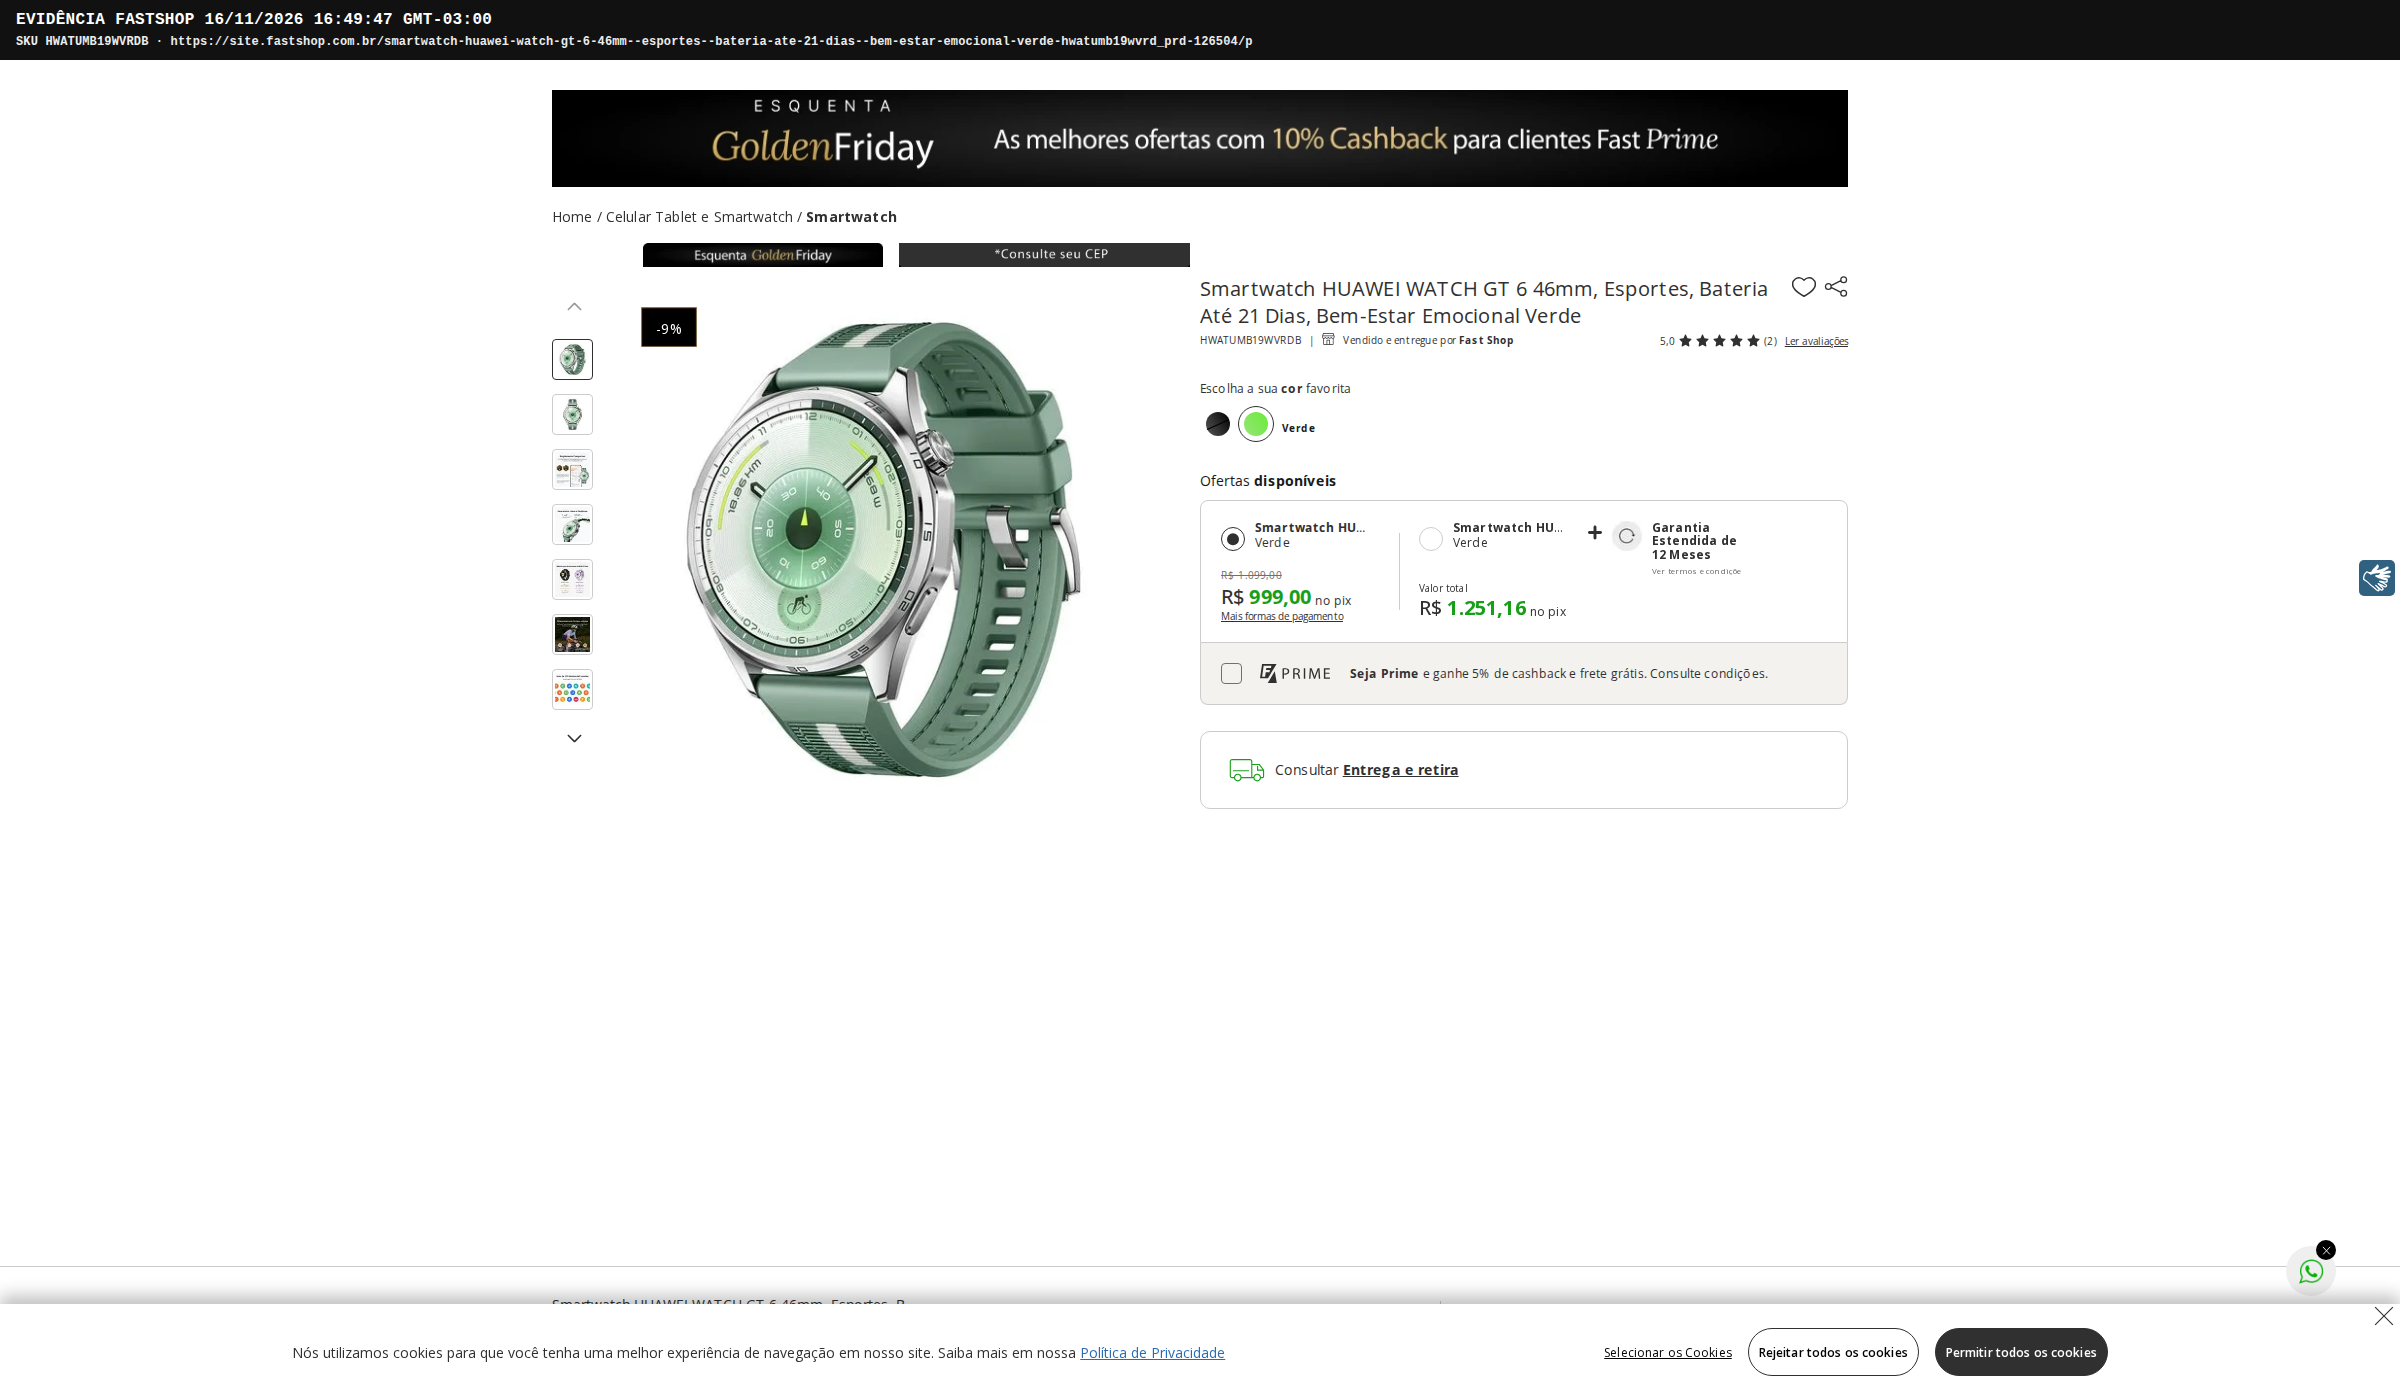 EVIDÊNCIA FASTSHOP 16/11/2026 16:49:47 GMT-03:00
SKU HWATUMB19WVRDB · https://site.fastshop.com.br/smartwatch-huawei-watch-gt-6-46mm--esportes--bateria-ate-21-dias--bem-estar-emocional-verde-hwatumb19wvrd_prd-126504/p
ESQUENTA
GoldenFriday
As melhores ofertas com 10% Cashback para clientes Fast Prime
Home / Celular Tablet e Smartwatch / Smartwatch
Esquenta GoldenFriday
*Consulte seu CEP
-9%
Smartwatch HUAWEI WATCH GT 6 46mm, Esportes, Bateria
Até 21 Dias, Bem-Estar Emocional Verde
HWATUMB19WVRDB | Vendido e entregue por Fast Shop
5,0 (2) Ler avaliações
Escolha a sua cor favorita
Verde
Ofertas disponíveis
Smartwatch HU...
Verde
R$ 1.099,00
R$ 999,00 no pix
Mais formas de pagamento
Smartwatch HU...
Verde
Valor total
R$ 1.251,16 no pix
+
Garantia
Estendida de
12 Meses
Ver termos e condiçõe
PRIME
Seja Prime e ganhe 5% de cashback e frete grátis. Consulte condições.
Consultar Entrega e retira
Smartwatch HUAWEI WATCH GT 6 46mm, Esportes, B
Nós utilizamos cookies para que você tenha uma melhor experiência de navegação em nosso site. Saiba mais em nossa Política de Privacidade
Selecionar os Cookies
Rejeitar todos os cookies
Permitir todos os cookies